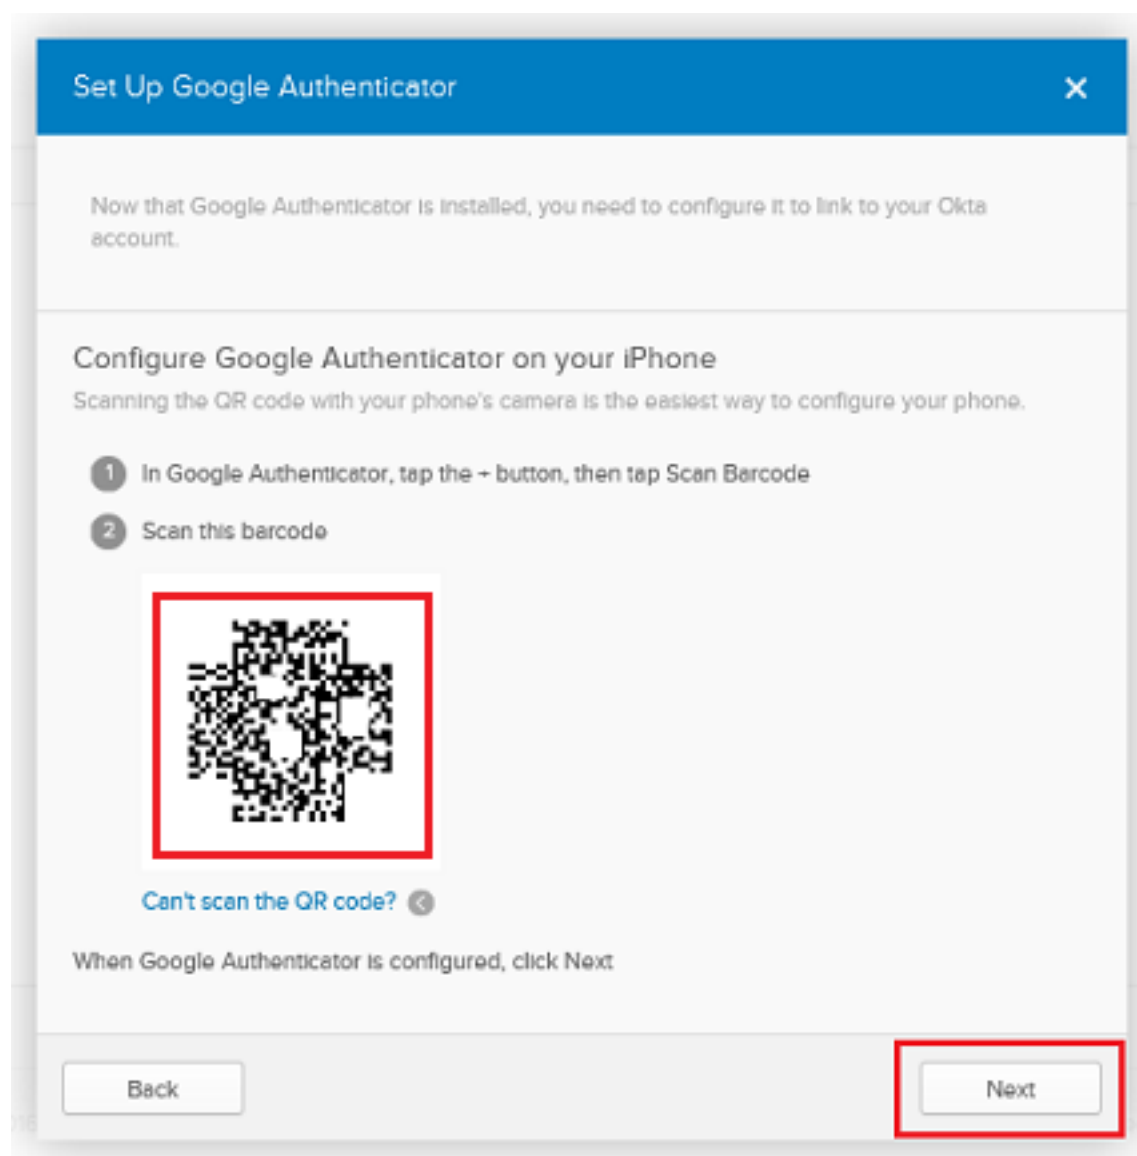 Set Up Google Authenticator ×
Now that Google Authenticator is installed, you need to configure it to link to your Okta
account.
Configure Google Authenticator on your iPhone
Scanning the QR code with your phone's camera is the easiest way to configure your phone.
1 In Google Authenticator, tap the + button, then tap Scan Barcode
2 Scan this barcode
Can't scan the QR code?
When Google Authenticator is configured, click Next
Back
Next